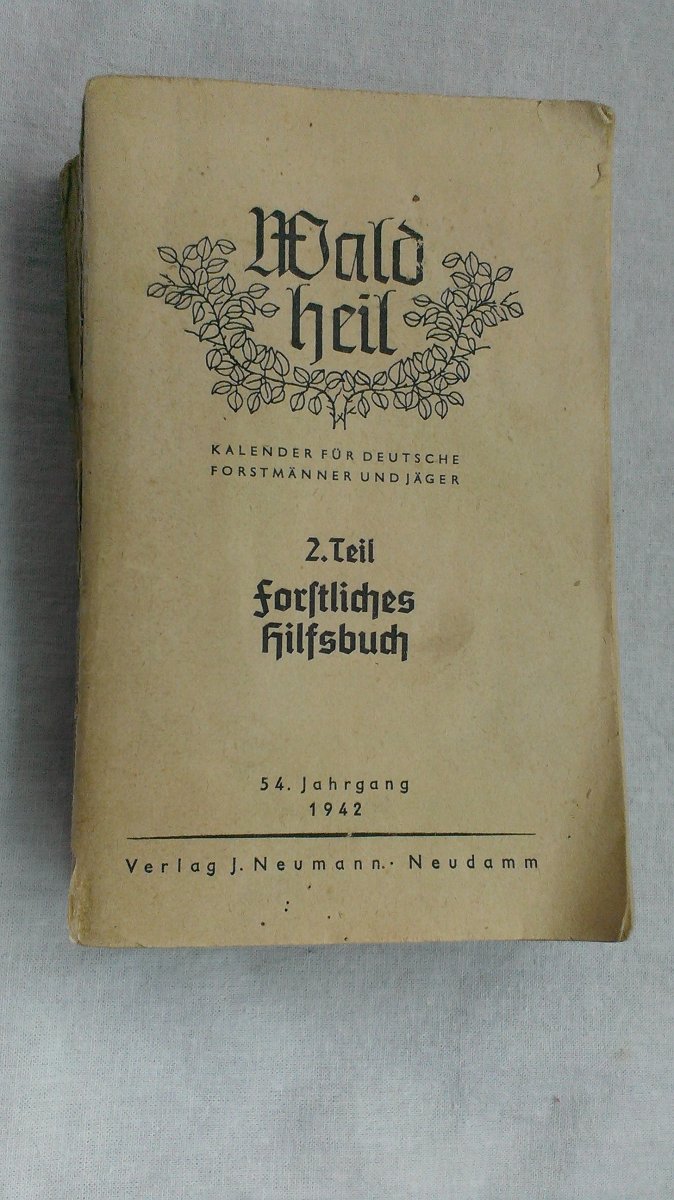 Wald
heil
KALENDER FÜR DEUTSCHE
FORSTMÄNNER UND JÄGER
2. Teil
Forſtliches
Hilfsbuch
54. Jahrgang
1942
Verlag J. Neumann · Neudamm